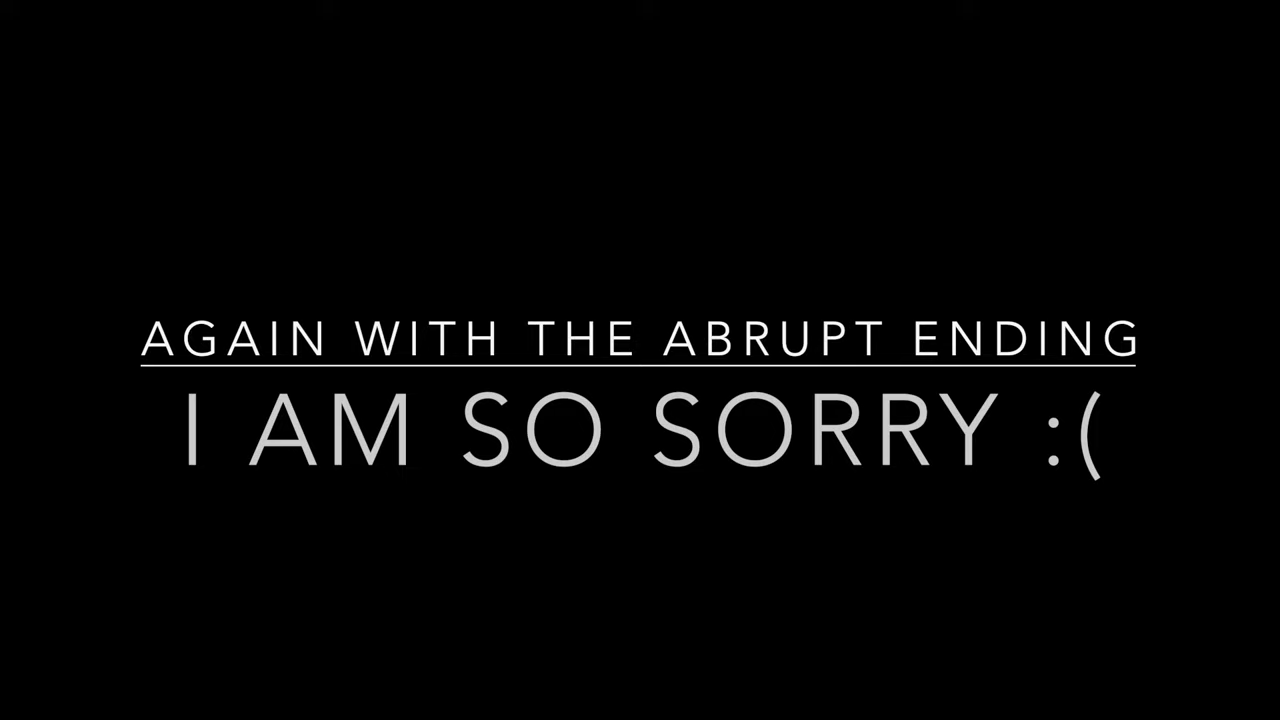 AGAIN WITH THE ABRUPT ENDING
I AM SO SORRY :(